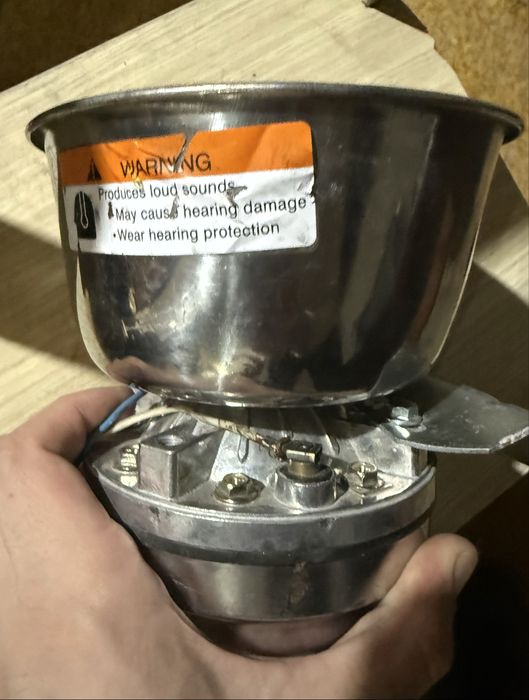 WARNING
Produces loud sounds
•May cause hearing damage
•Wear hearing protection